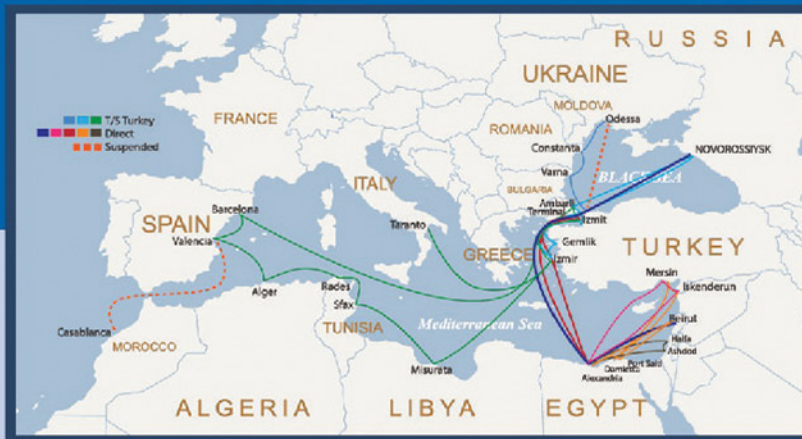 RUSSIA
UKRAINE
MOLDOVA
Odessa
FRANCE
T/S Turkey
Direct
Suspended
ROMANIA
Constanta
NOVOROSSIYSK
Varna
BLACK SEA
ITALY
BULGARIA
Ambarli
Terminal
Izmit
Barcelona
SPAIN
Valencia
Taranto
Gemlik
GREECE
Izmir
TURKEY
Mersin
Iskenderun
Alger
Rades
Sfax
Beirut
Casablanca
TUNISIA
Mediterranean Sea
Haifa
Ashdod
MOROCCO
Misurata
Port Said
Damietta
Alexandria
ALGERIA
LIBYA
EGYPT